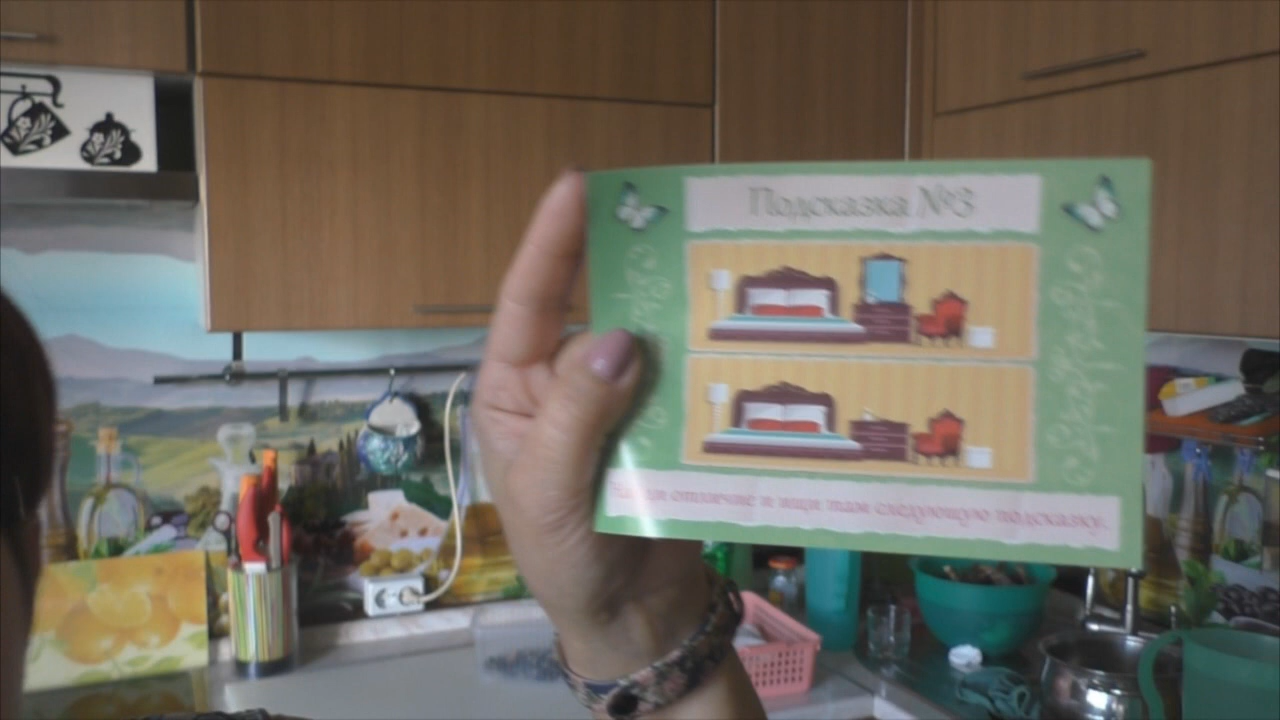 Подсказка №3
Найди отличие и ищи там следующую подсказку.